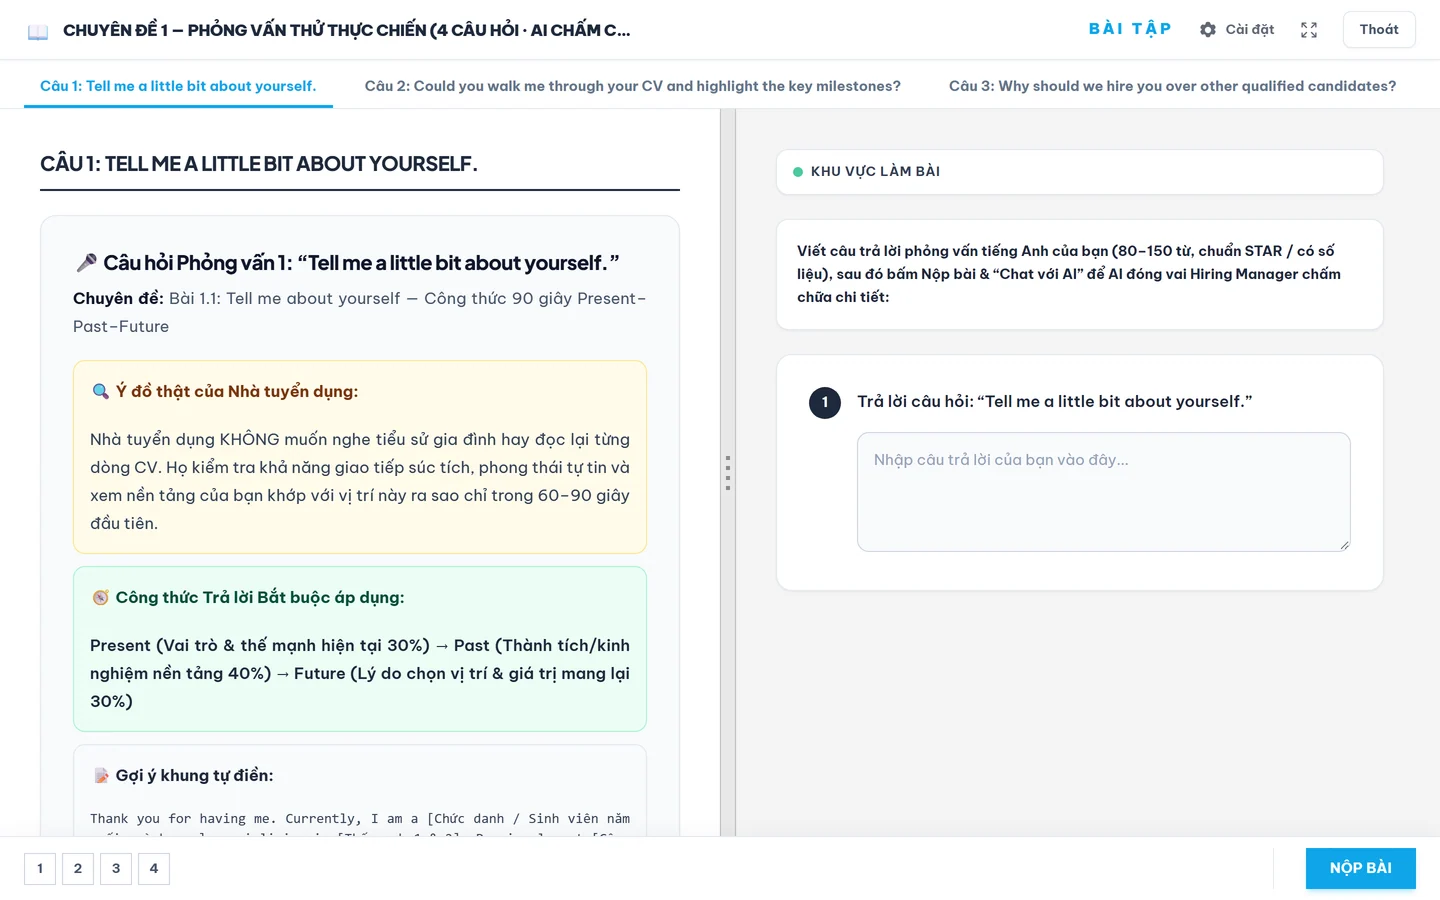 CHUYÊN ĐỀ 1 — PHỎNG VẤN THỬ THỰC CHIẾN (4 CÂU HỎI · AI CHẤM C...
BÀI TẬP
Cài đặt
Thoát
Câu 1: Tell me a little bit about yourself.
Câu 2: Could you walk me through your CV and highlight the key milestones?
Câu 3: Why should we hire you over other qualified candidates?
CÂU 1: TELL ME A LITTLE BIT ABOUT YOURSELF.
Câu hỏi Phỏng vấn 1: “Tell me a little bit about yourself.”
Chuyên đề: Bài 1.1: Tell me about yourself — Công thức 90 giây Present–
Past–Future
Ý đồ thật của Nhà tuyển dụng:
Nhà tuyển dụng KHÔNG muốn nghe tiểu sử gia đình hay đọc lại từng
dòng CV. Họ kiểm tra khả năng giao tiếp súc tích, phong thái tự tin và
xem nền tảng của bạn khớp với vị trí này ra sao chỉ trong 60–90 giây
đầu tiên.
Công thức Trả lời Bắt buộc áp dụng:
Present (Vai trò & thế mạnh hiện tại 30%) → Past (Thành tích/kinh
nghiệm nền tảng 40%) → Future (Lý do chọn vị trí & giá trị mang lại
30%)
Gợi ý khung tự điền:
Thank you for having me. Currently, I am a [Chức danh / Sinh viên năm
KHU VỰC LÀM BÀI
Viết câu trả lời phỏng vấn tiếng Anh của bạn (80–150 từ, chuẩn STAR / có số
liệu), sau đó bấm Nộp bài & “Chat với AI” để AI đóng vai Hiring Manager chấm
chữa chi tiết:
1
Trả lời câu hỏi: “Tell me a little bit about yourself.”
Nhập câu trả lời của bạn vào đây...
1
2
3
4
NỘP BÀI